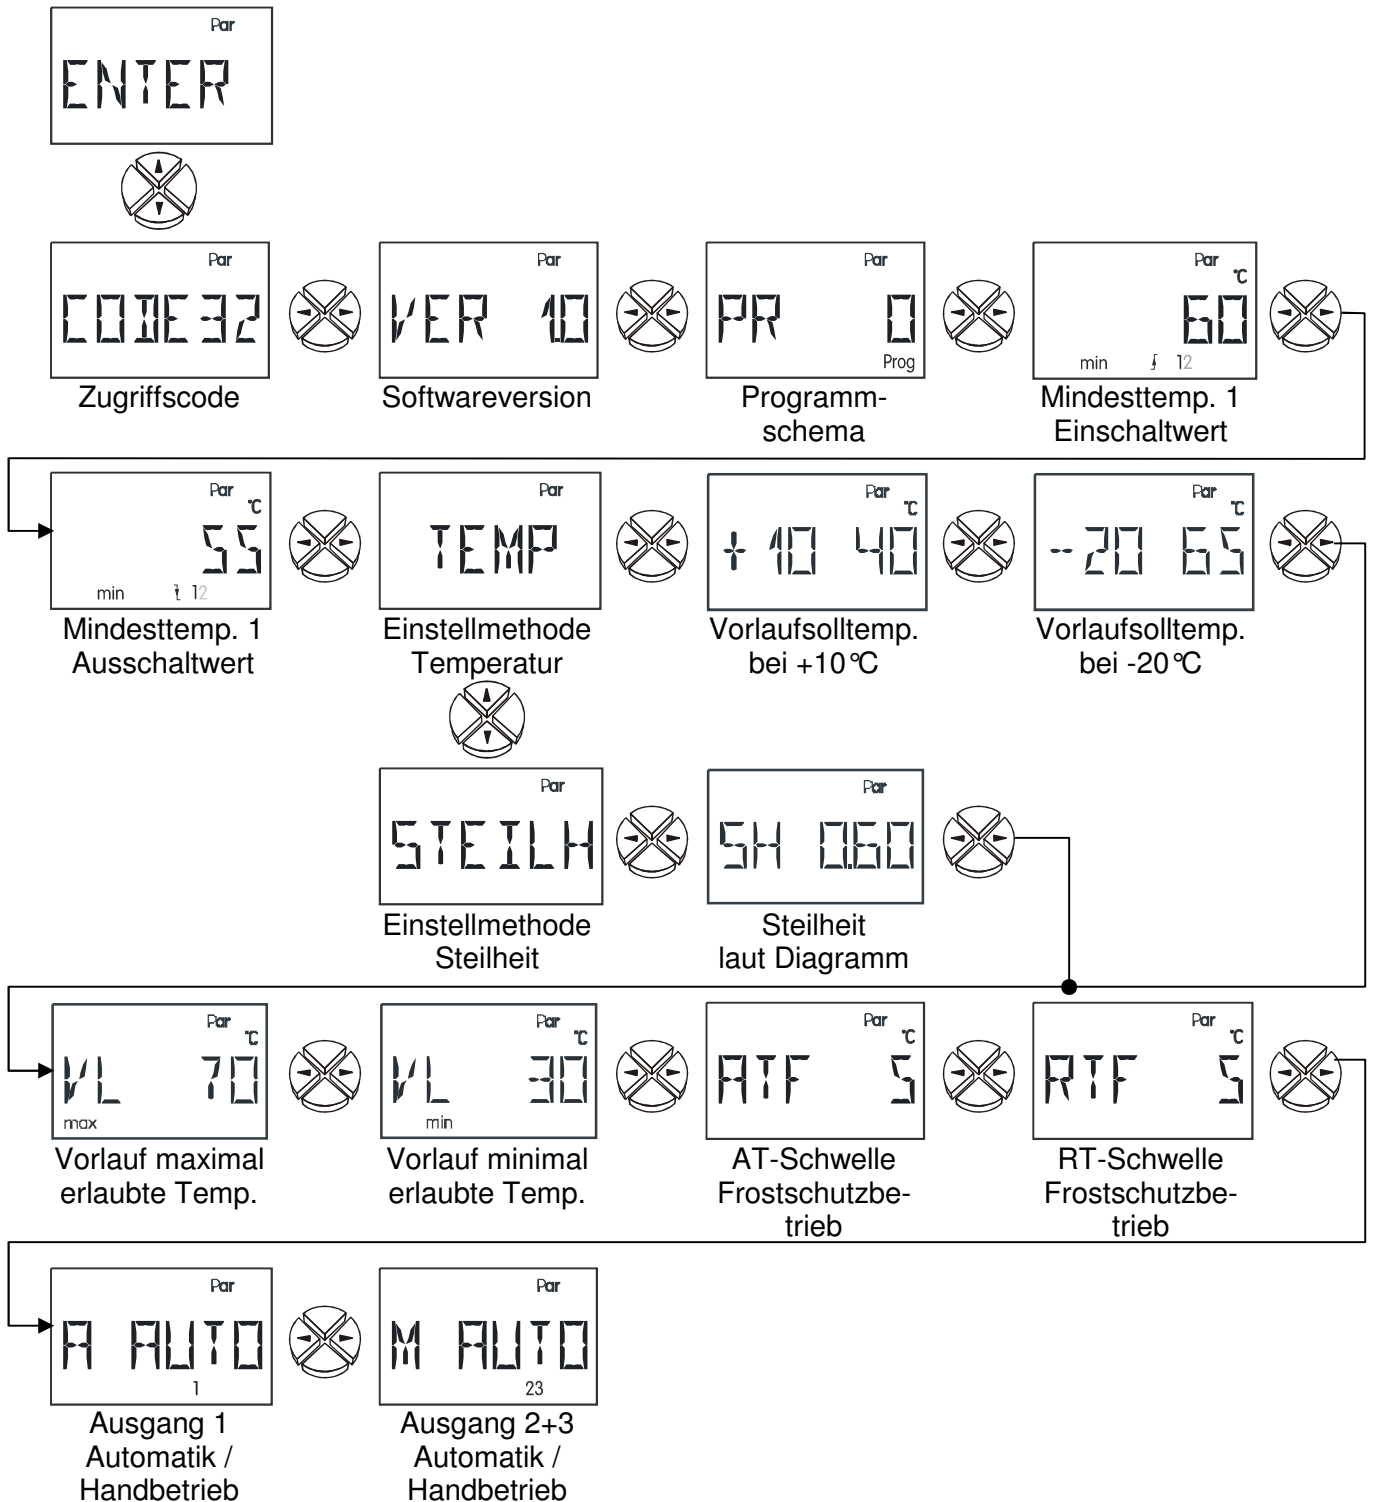 Par
ENTER
Par
CODE 32
Zugriffscode
Par
VER 1.0
Softwareversion
Par
PR 0
Prog
Programm-
schema
Par
°C
60
min 12
Mindesttemp. 1
Einschaltwert
Par
°C
55
min 12
Mindesttemp. 1
Ausschaltwert
Par
TEMP
Einstellmethode
Temperatur
Par
°C
+10 40
Vorlaufsolltemp.
bei +10°C
Par
°C
-20 65
Vorlaufsolltemp.
bei -20°C
Par
STEILH
Einstellmethode
Steilheit
Par
SH 0.60
Steilheit
laut Diagramm
Par
°C
VL 70
max
Vorlauf maximal
erlaubte Temp.
Par
°C
VL 30
min
Vorlauf minimal
erlaubte Temp.
Par
°C
ATF 5
AT-Schwelle
Frostschutzbe-
trieb
Par
°C
RTF 5
RT-Schwelle
Frostschutzbe-
trieb
Par
A AUTO
1
Ausgang 1
Automatik /
Handbetrieb
Par
M AUTO
23
Ausgang 2+3
Automatik /
Handbetrieb